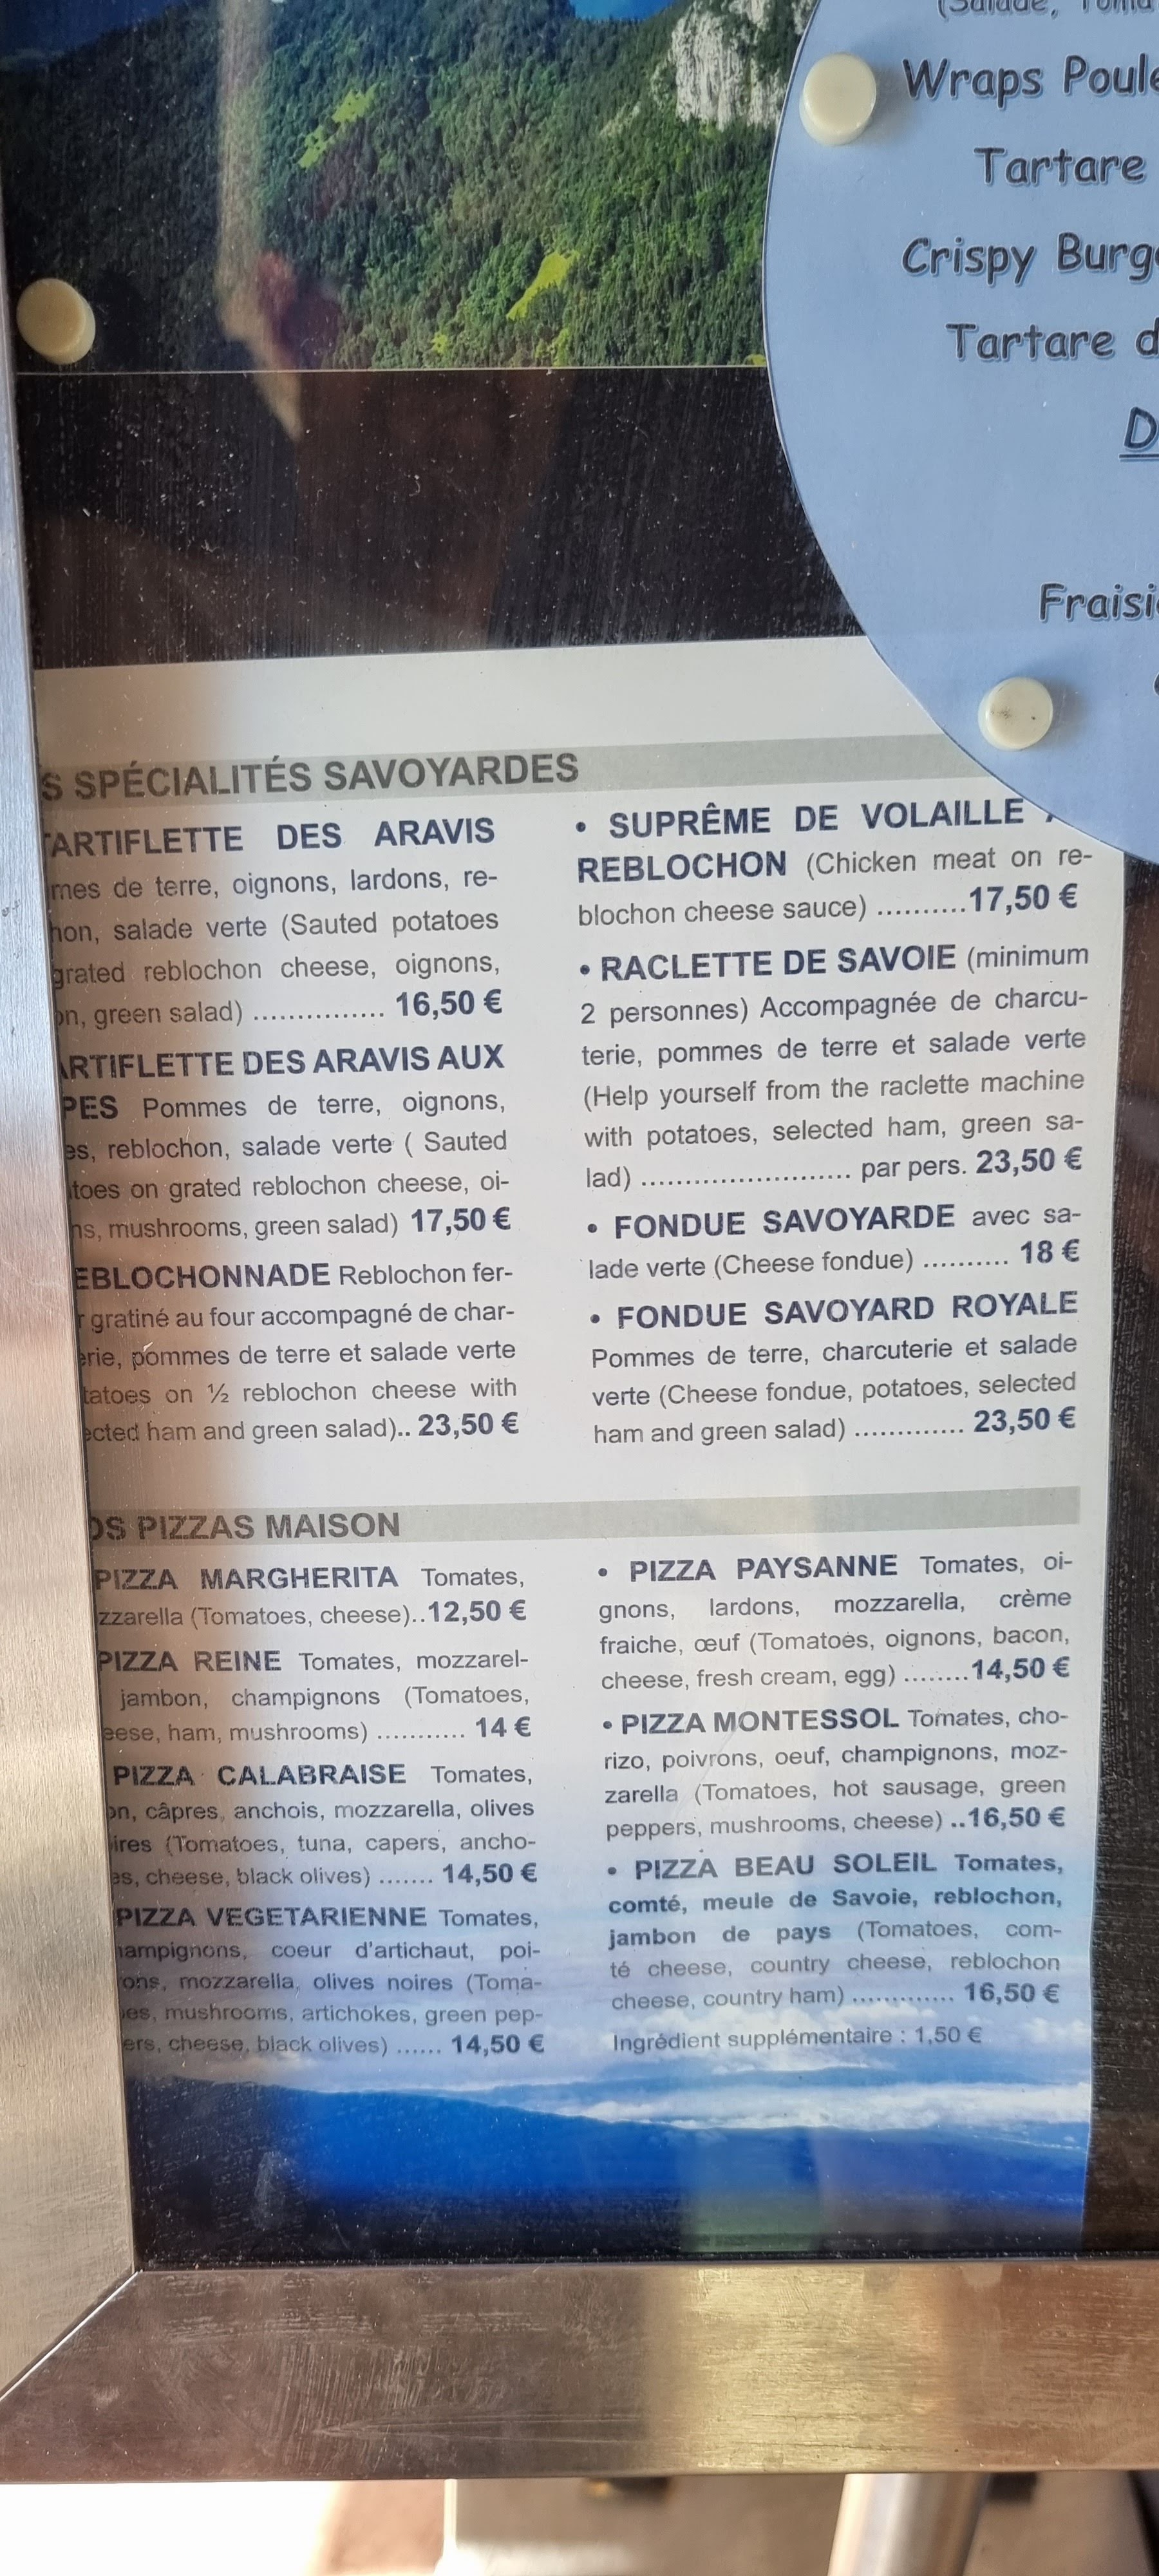 (Salade, Toma
Wraps Poule
Tartare
Crispy Burge
Tartare d
D
Fraisi
S SPÉCIALITÉS SAVOYARDES
TARTIFLETTE DES ARAVIS
mes de terre, oignons, lardons, re-
hon, salade verte (Sauted potatoes
grated reblochon cheese, oignons,
on, green salad) ............... 16,50 €
ARTIFLETTE DES ARAVIS AUX
PES Pommes de terre, oignons,
es, reblochon, salade verte ( Sauted
toes on grated reblochon cheese, oi-
ns, mushrooms, green salad) 17,50 €
EBLOCHONNADE Reblochon fer-
r gratiné au four accompagné de char-
erie, pommes de terre et salade verte
tatoes on ½ reblochon cheese with
ected ham and green salad).. 23,50 €
• SUPRÊME DE VOLAILLE
REBLOCHON (Chicken meat on re-
blochon cheese sauce) ..........17,50 €
• RACLETTE DE SAVOIE (minimum
2 personnes) Accompagnée de charcu-
terie, pommes de terre et salade verte
(Help yourself from the raclette machine
with potatoes, selected ham, green sa-
lad) ........................ par pers. 23,50 €
• FONDUE SAVOYARDE avec sa-
lade verte (Cheese fondue) .......... 18 €
• FONDUE SAVOYARD ROYALE
Pommes de terre, charcuterie et salade
verte (Cheese fondue, potatoes, selected
ham and green salad) ............. 23,50 €
OS PIZZAS MAISON
PIZZA MARGHERITA Tomates,
zzarella (Tomatoes, cheese)..12,50 €
PIZZA REINE Tomates, mozzarel-
jambon, champignons (Tomatoes,
eese, ham, mushrooms) ........... 14 €
PIZZA CALABRAISE Tomates,
on, câpres, anchois, mozzarella, olives
ires (Tomatoes, tuna, capers, ancho-
es, cheese, black olives) ....... 14,50 €
PIZZA VEGETARIENNE Tomates,
hampignons, coeur d'artichaut, poi-
ons, mozzarella, olives noires (Toma-
es, mushrooms, artichokes, green pep-
ers, cheese, black olives) ...... 14,50 €
• PIZZA PAYSANNE Tomates, oi-
gnons, lardons, mozzarella, crème
fraiche, œuf (Tomatoes, oignons, bacon,
cheese, fresh cream, egg) ........14,50 €
• PIZZA MONTESSOL Tomates, cho-
rizo, poivrons, oeuf, champignons, moz-
zarella (Tomatoes, hot sausage, green
peppers, mushrooms, cheese) ..16,50 €
• PIZZA BEAU SOLEIL Tomates,
comté, meule de Savoie, reblochon,
jambon de pays (Tomatoes, com-
té cheese, country cheese, reblochon
cheese, country ham) ............. 16,50 €
Ingrédient supplémentaire : 1,50 €